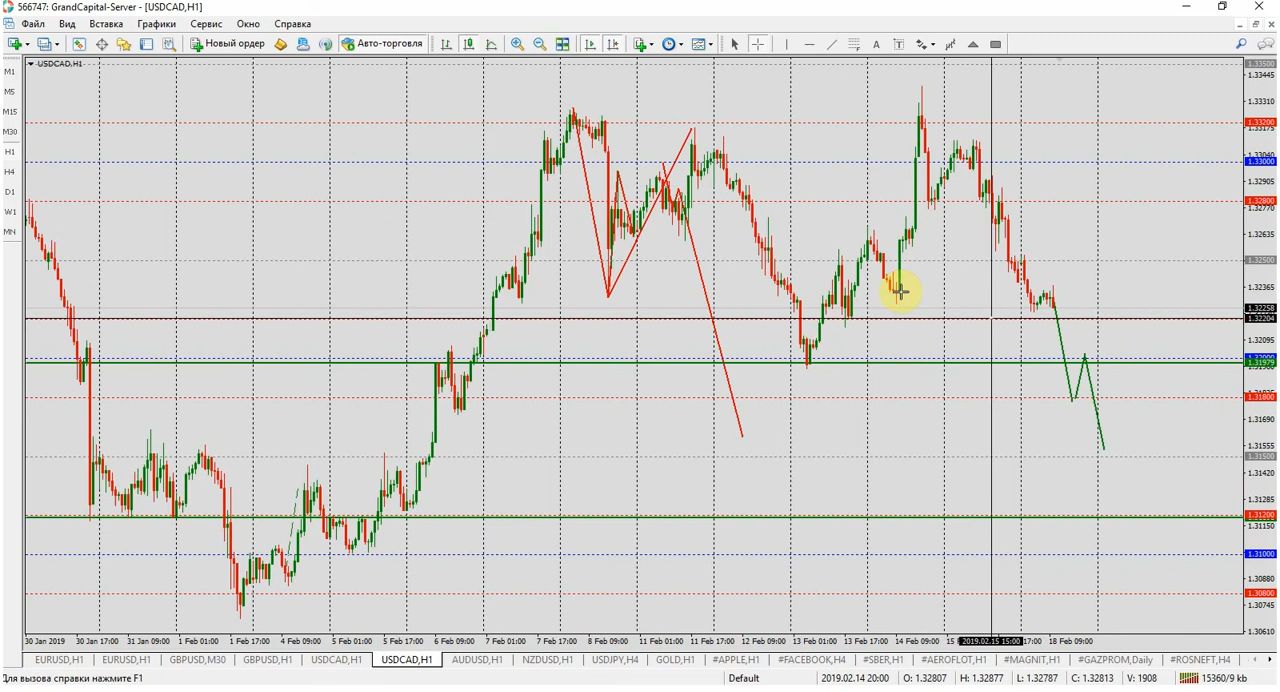 566747: GrandCapital-Server - [USDCAD,H1]
Файл Вид Вставка Графики Сервис Окно Справка
Новый ордер Авто-торговля
M1
M5
M15
M30
H1
H4
D1
W1
MN
USDCAD,H1
1.33500
1.33445
1.33310
1.33200
1.33175
1.33040
1.33000
1.32905
1.32800
1.32770
1.32635
1.32500
1.32365
1.32258
1.32204
1.32095
1.31979
1.31800
1.31690
1.31555
1.31500
1.31420
1.31285
1.31200
1.31150
1.31000
1.30880
1.30800
1.30745
1.30610
30 Jan 2019 30 Jan 17:00 31 Jan 09:00 1 Feb 01:00 1 Feb 17:00 4 Feb 09:00 5 Feb 01:00 5 Feb 17:00 6 Feb 09:00 7 Feb 01:00 7 Feb 17:00 8 Feb 09:00 11 Feb 01:00 11 Feb 17:00 12 Feb 09:00 13 Feb 01:00 13 Feb 17:00 14 Feb 09:00 15 2019.02.15 15:00 17:00 18 Feb 09:00
EURUSD,H1 EURUSD,H1 GBPUSD,M30 GBPUSD,H1 USDCAD,H1 USDCAD,H1 AUDUSD,H1 NZDUSD,H1 USDJPY,H4 GOLD,H1 #APPLE,H1 #FACEBOOK,H4 #SBER,H1 #AEROFLOT,H1 #MAGNIT,H1 #GAZPROM,Daily #ROSNEFT,H4
Для вызова справки нажмите F1 Default 2019.02.14 20:00 O: 1.32807 H: 1.32877 L: 1.32787 C: 1.32813 V: 1908 15360/9 kb